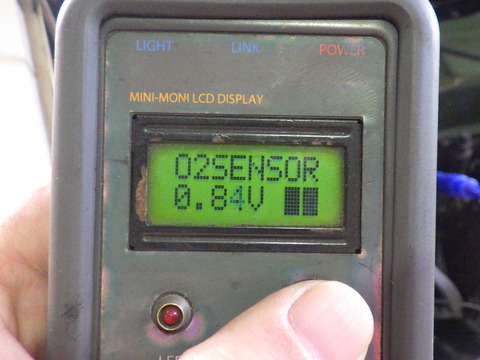 LIGHT LINK POWER
MINI-MONI LCD DISPLAY
O2SENSOR
0.84V